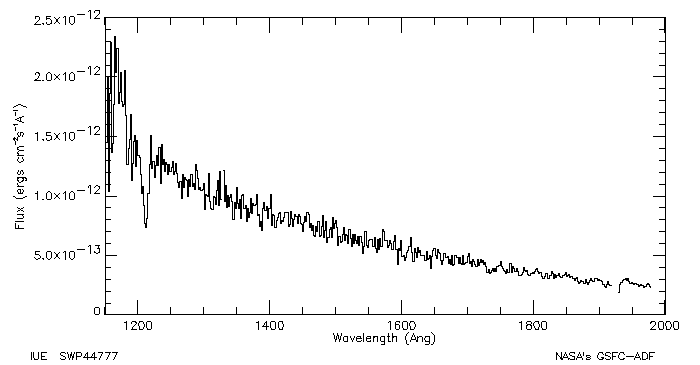 2.5×10⁻¹²
2.0×10⁻¹²
1.5×10⁻¹²
1.0×10⁻¹²
5.0×10⁻¹³
0
Flux (ergs cm⁻²s⁻¹A⁻¹)
1200 1400 1600 1800 2000
Wavelength (Ang)
IUE SWP44777 NASA's GSFC–ADF